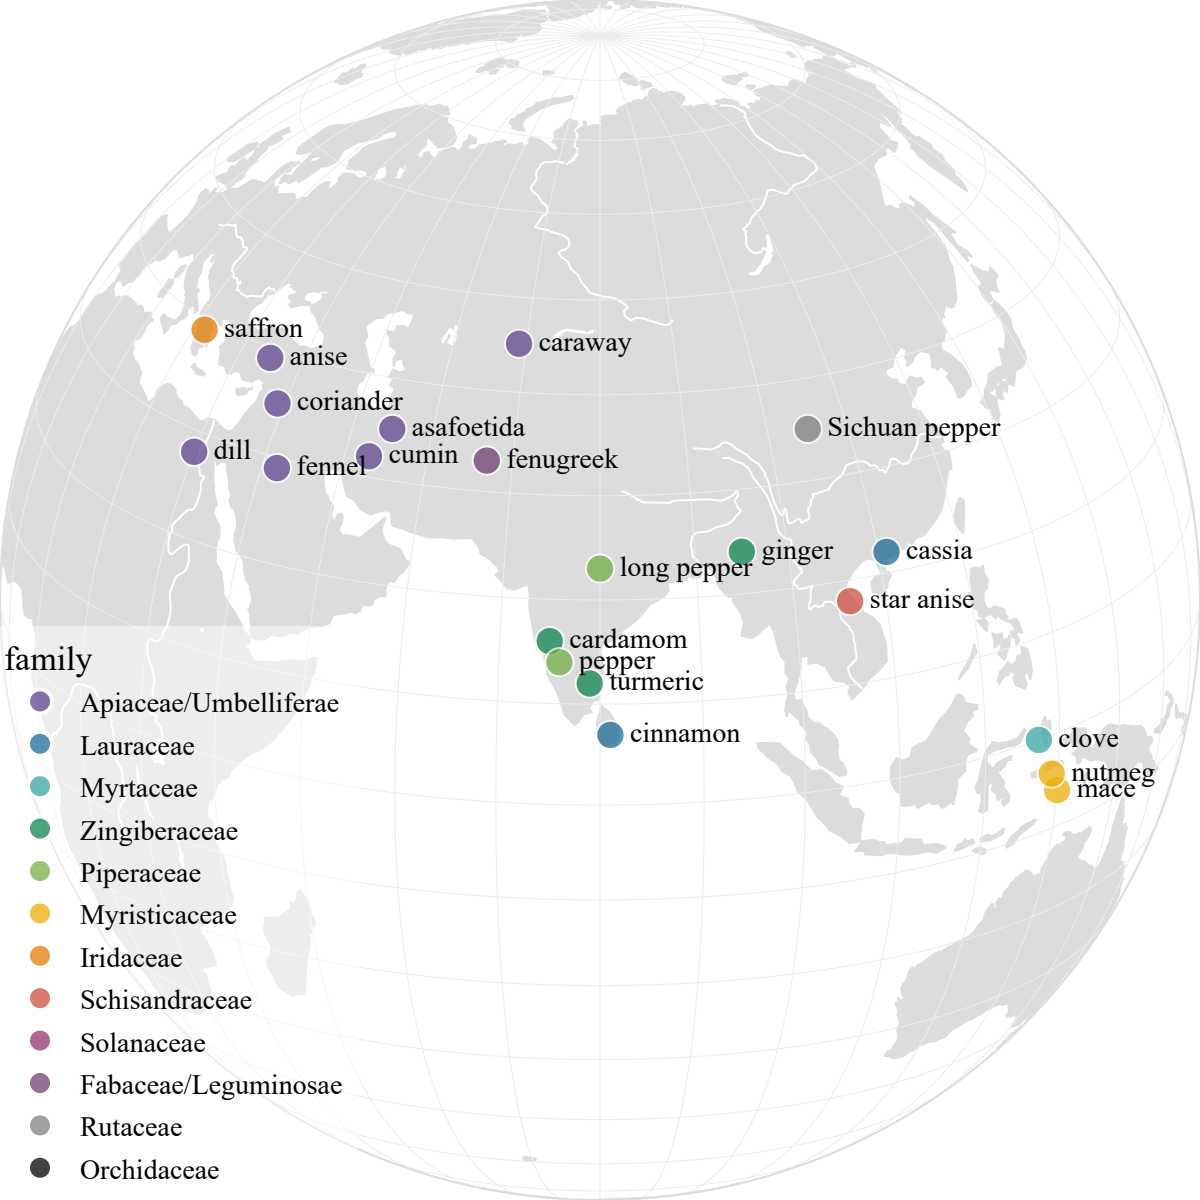 saffron
caraway
anise
coriander
asafoetida
Sichuan pepper
dill
cumin
fennel
fenugreek
ginger
cassia
long pepper
star anise
cardamom
pepper
turmeric
cinnamon
clove
nutmeg
mace
family
Apiaceae/Umbelliferae
Lauraceae
Myrtaceae
Zingiberaceae
Piperaceae
Myristicaceae
Iridaceae
Schisandraceae
Solanaceae
Fabaceae/Leguminosae
Rutaceae
Orchidaceae